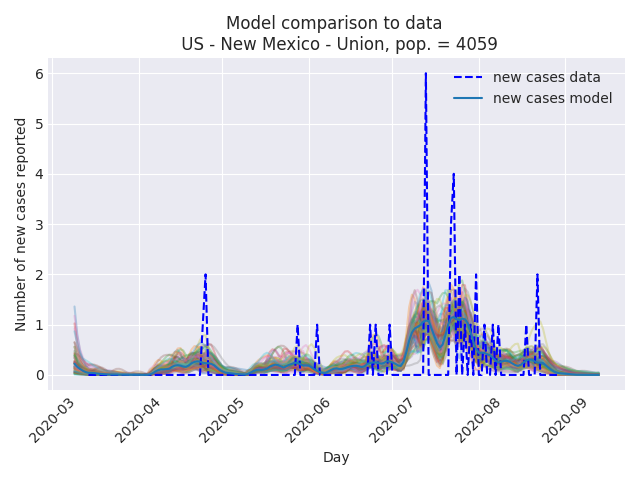 Model comparison to data
US - New Mexico - Union, pop. = 4059
new cases data
new cases model
Number of new cases reported
6
5
4
3
2
1
0
2020-03
2020-04
2020-05
2020-06
2020-07
2020-08
2020-09
Day